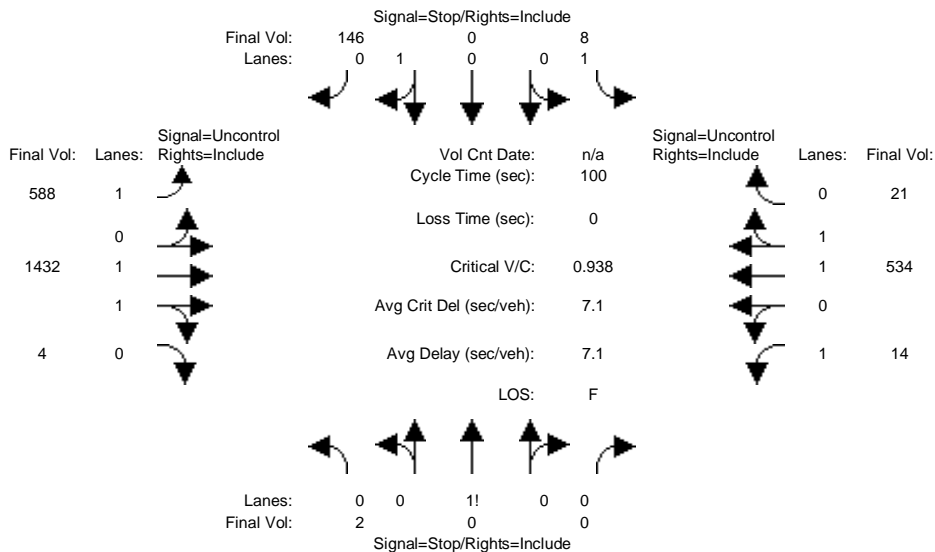 Signal=Stop/Rights=Include
Final Vol: 146 0 8
Lanes: 0 1 0 0 1
Signal=Uncontrol Signal=Uncontrol
Final Vol: Lanes: Rights=Include Vol Cnt Date: n/a Rights=Include Lanes: Final Vol:
Cycle Time (sec): 100
588 1 0 21
Loss Time (sec): 0
0 1
1432 1 Critical V/C: 0.938 1 534
1 Avg Crit Del (sec/veh): 7.1 0
4 0 Avg Delay (sec/veh): 7.1 1 14
LOS: F
Lanes: 0 0 1! 0 0
Final Vol: 2 0 0
Signal=Stop/Rights=Include